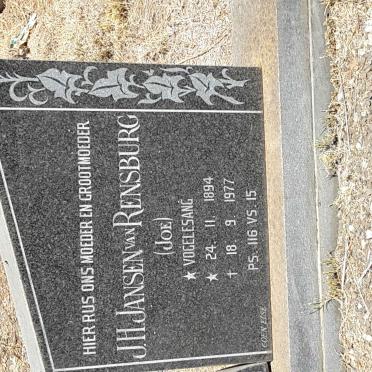 HIER RUS ONS MOEDER EN GROOTMOEDER
J.H. JANSEN VAN RENSBURG
(JOE)
★ VOGELESANG
★ 24. 11. 1894
† 18. 9. 1977
PS. 116 VS. 15